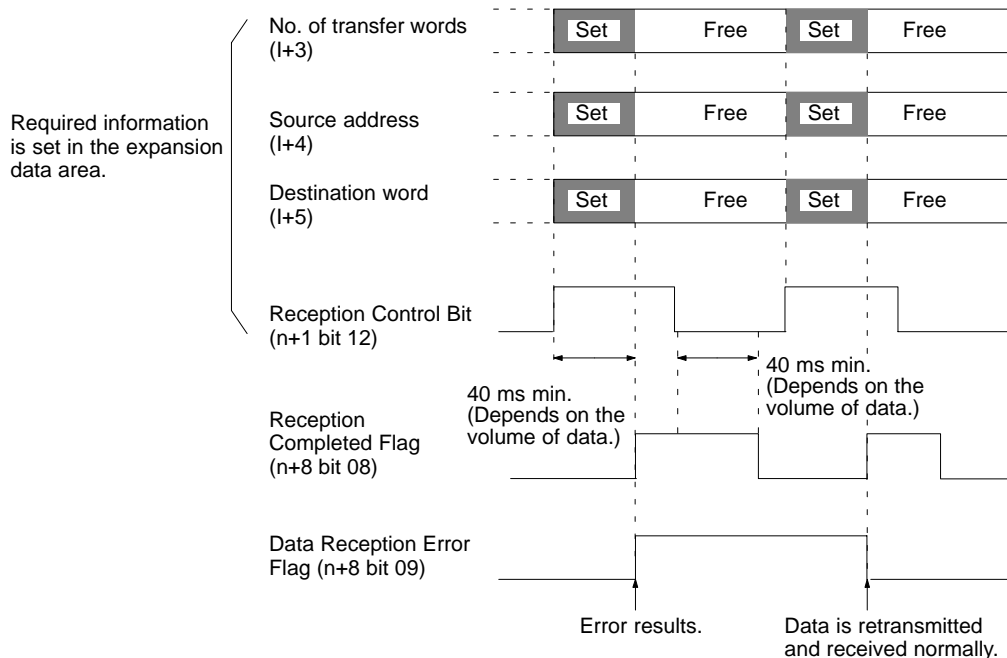 No. of transfer words
(I+3)
Set
Free
Set
Free
Required information
is set in the expansion
data area.
Source address
(I+4)
Set
Free
Set
Free
Destination word
(I+5)
Set
Free
Set
Free
Reception Control Bit
(n+1 bit 12)
40 ms min.
(Depends on the
volume of data.)
40 ms min.
(Depends on the
volume of data.)
Reception
Completed Flag
(n+8 bit 08)
Data Reception Error
Flag (n+8 bit 09)
Error results.
Data is retransmitted
and received normally.